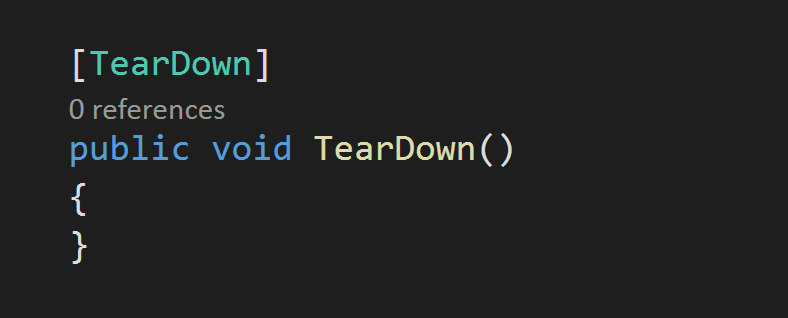 [TearDown]
0 references
public void TearDown()
{
}